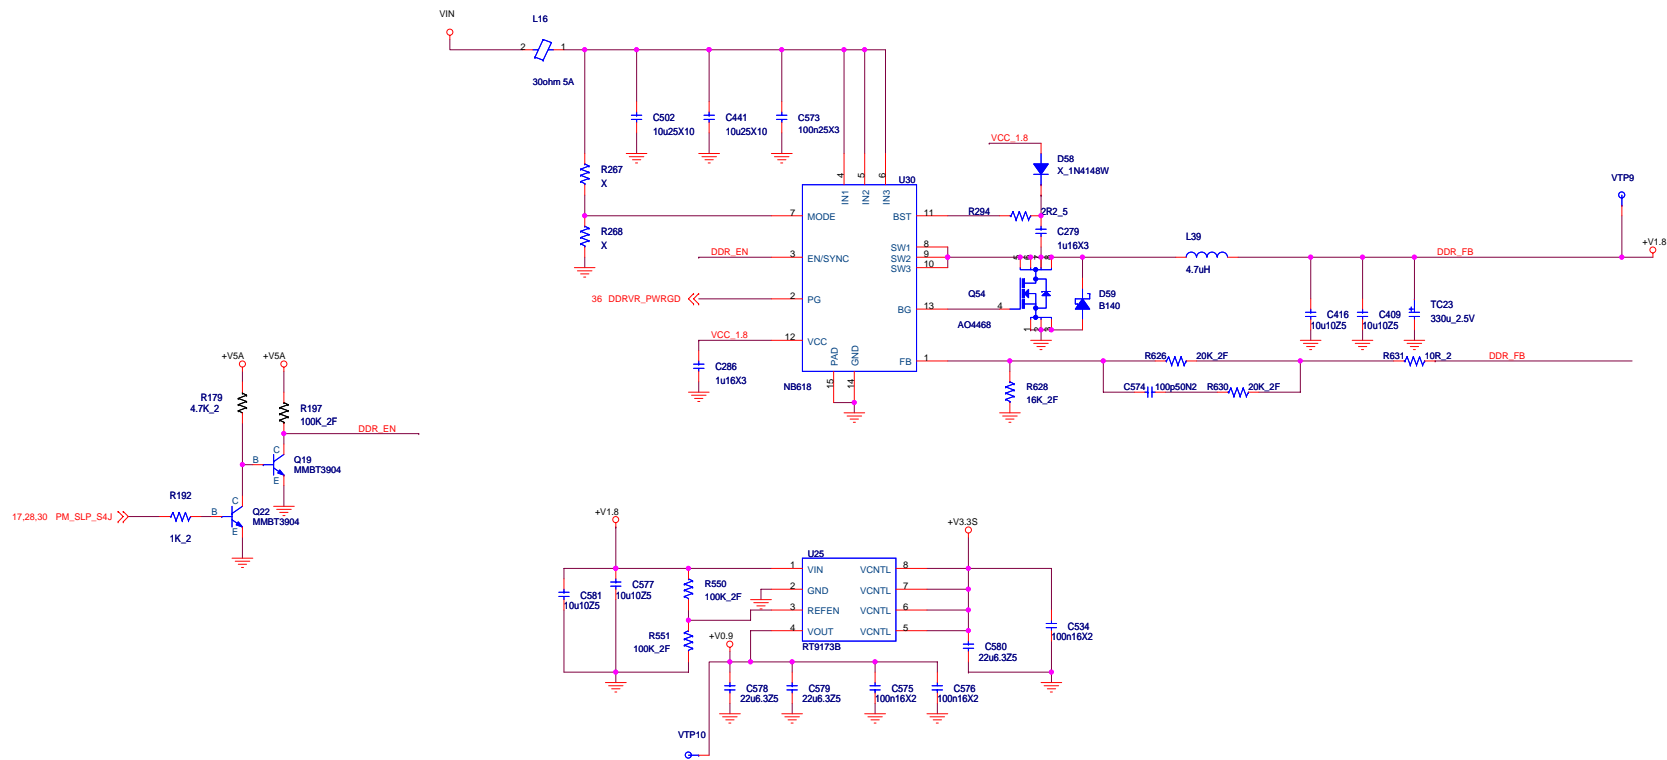 VIN
L16
2
1
30ohm 5A
C502
10u25X10
C441
10u25X10
C573
100n25X3
R267
X
R268
X
U30
4
5
6
IN1
IN2
IN3
7
MODE
3
EN/SYNC
2
PG
12
VCC
PAD
GND
15
14
BST
11
SW1
8
SW2
9
SW3
10
BG
13
FB
1
NB618
DDR_EN
36 DDRVR_PWRGD
VCC_1.8
C286
1u16X3
VCC_1.8
D58
X_1N4148W
R294
2R2_5
C279
1u16X3
Q54
4
AO4468
D59
B140
L39
4.7uH
DDR_FB
VTP9
+V1.8
C416
10u10Z5
C409
10u10Z5
TC23
330u_2.5V
R628
16K_2F
R626
20K_2F
C574
100p50N2
R630
20K_2F
R631
10R_2
DDR_FB
+V5A
+V5A
R179
4.7K_2
R197
100K_2F
DDR_EN
C
B
E
Q19
MMBT3904
17,28,30 PM_SLP_S4J
R192
1K_2
C
B
E
Q22
MMBT3904
+V1.8
C581
10u10Z5
C577
10u10Z5
R550
100K_2F
R551
100K_2F
U25
1
VIN
VCNTL
8
2
GND
VCNTL
7
3
REFEN
VCNTL
6
4
VOUT
VCNTL
5
RT9173B
+V3.3S
C534
100n16X2
C580
22u6.3Z5
+V0.9
C578
22u6.3Z5
C579
22u6.3Z5
C575
100n16X2
C576
100n16X2
VTP10